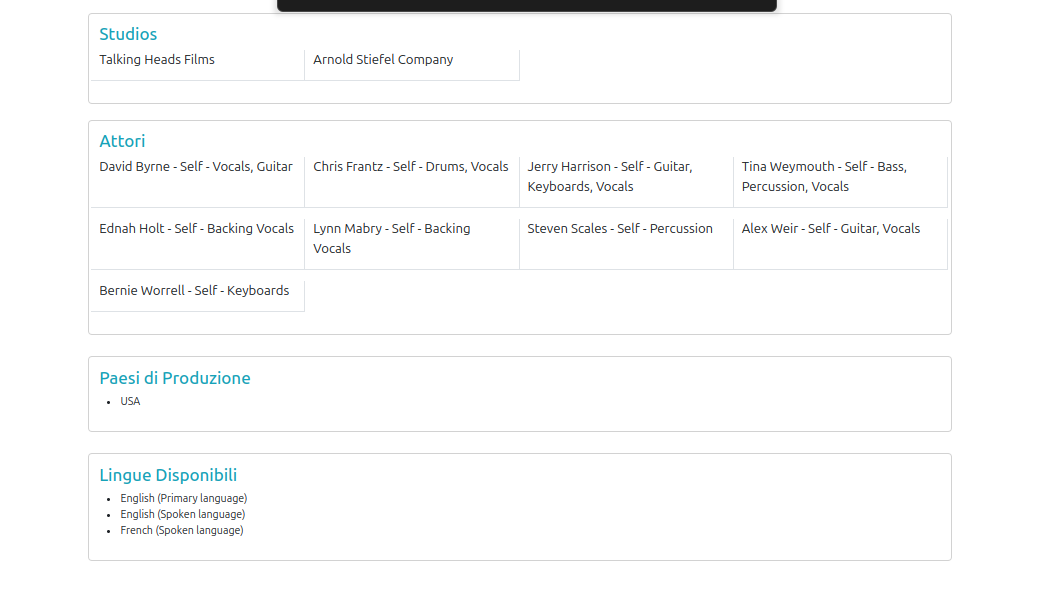 Studios
Talking Heads Films
Arnold Stiefel Company
Attori
David Byrne - Self - Vocals, Guitar
Chris Frantz - Self - Drums, Vocals
Jerry Harrison - Self - Guitar,
Keyboards, Vocals
Tina Weymouth - Self - Bass,
Percussion, Vocals
Ednah Holt - Self - Backing Vocals
Lynn Mabry - Self - Backing
Vocals
Steven Scales - Self - Percussion
Alex Weir - Self - Guitar, Vocals
Bernie Worrell - Self - Keyboards
Paesi di Produzione
• USA
Lingue Disponibili
• English (Primary language)
• English (Spoken language)
• French (Spoken language)